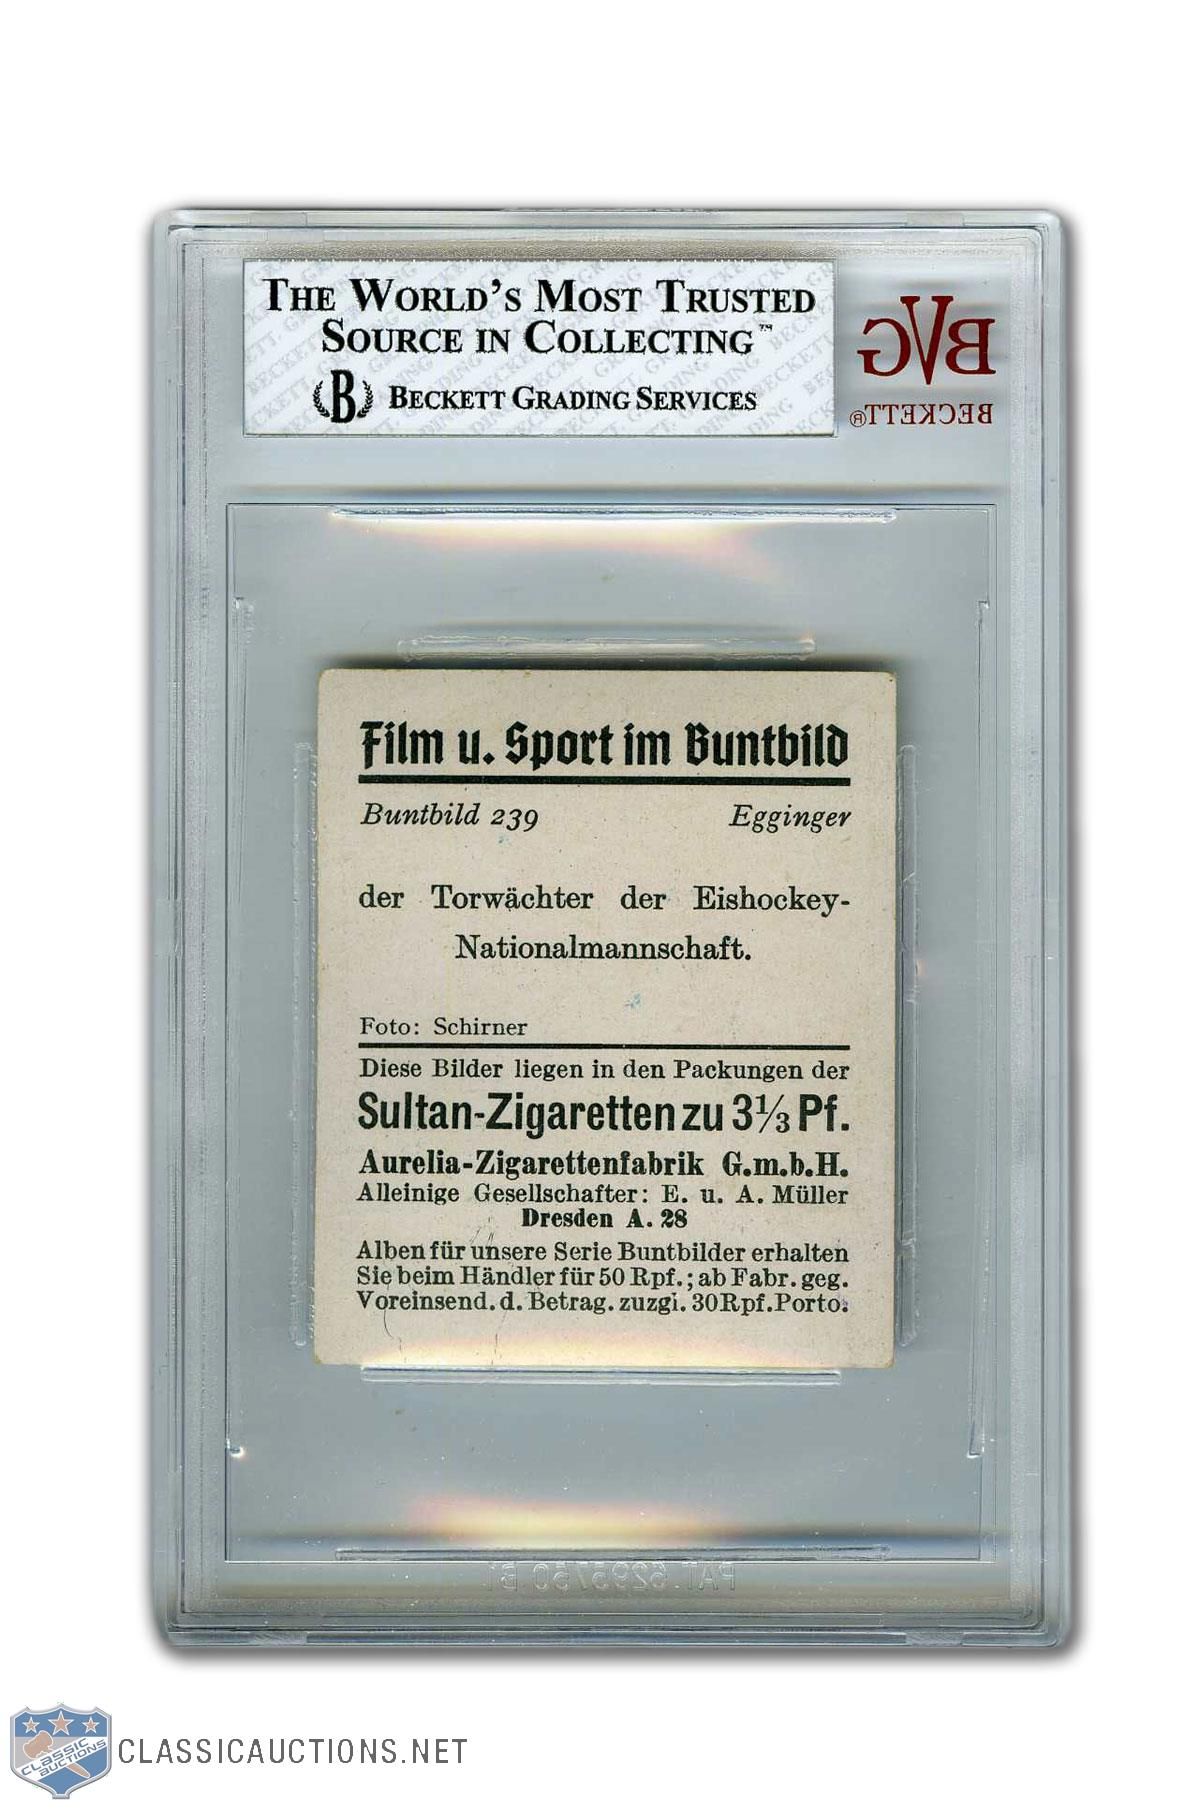 THE WORLD'S MOST TRUSTED
SOURCE IN COLLECTING™
B BECKETT GRADING SERVICES
BVG
BECKETT®
Film u. Sport im Buntbild
Buntbild 239 Egginger
der Torwächter der Eishockey-
Nationalmannschaft.
Foto: Schirner
Diese Bilder liegen in den Packungen der
Sultan-Zigaretten zu 3⅓ Pf.
Aurelia-Zigarettenfabrik G.m.b.H.
Alleinige Gesellschafter: E. u. A. Müller
Dresden A. 28
Alben für unsere Serie Buntbilder erhalten
Sie beim Händler für 50 Rpf.; ab Fabr. geg.
Voreinsend. d. Betrag. zuzgl. 30 Rpf. Porto.
CLASSIC
AUCTIONS
CLASSICAUCTIONS.NET